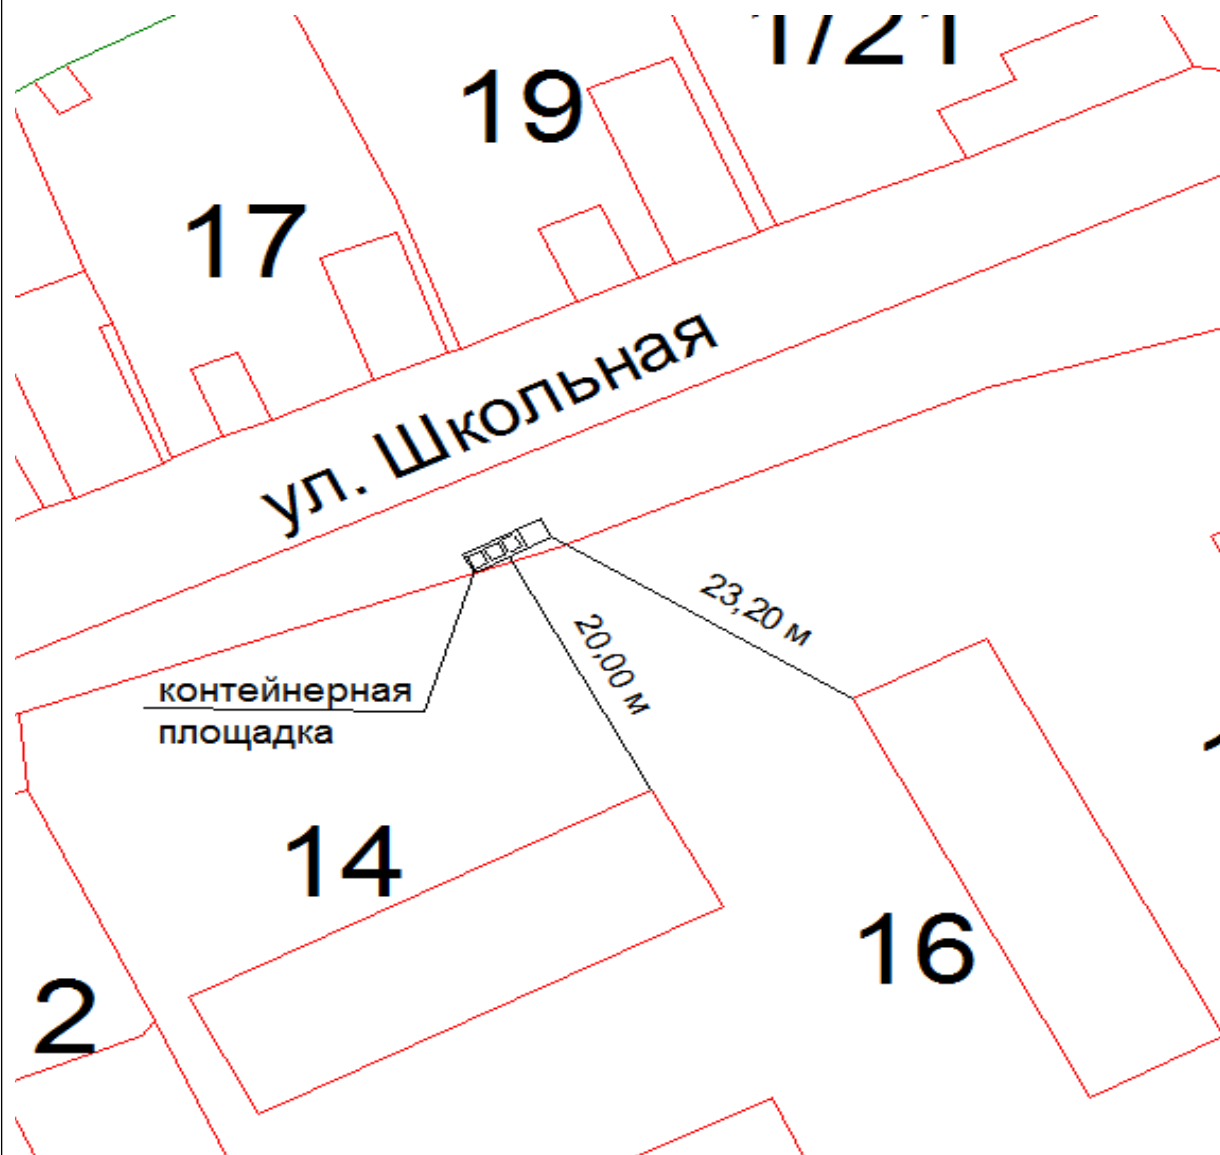 1/21
19
17
ул. Школьная
23,20 м
20,00 м
контейнерная
площадка
14
16
2